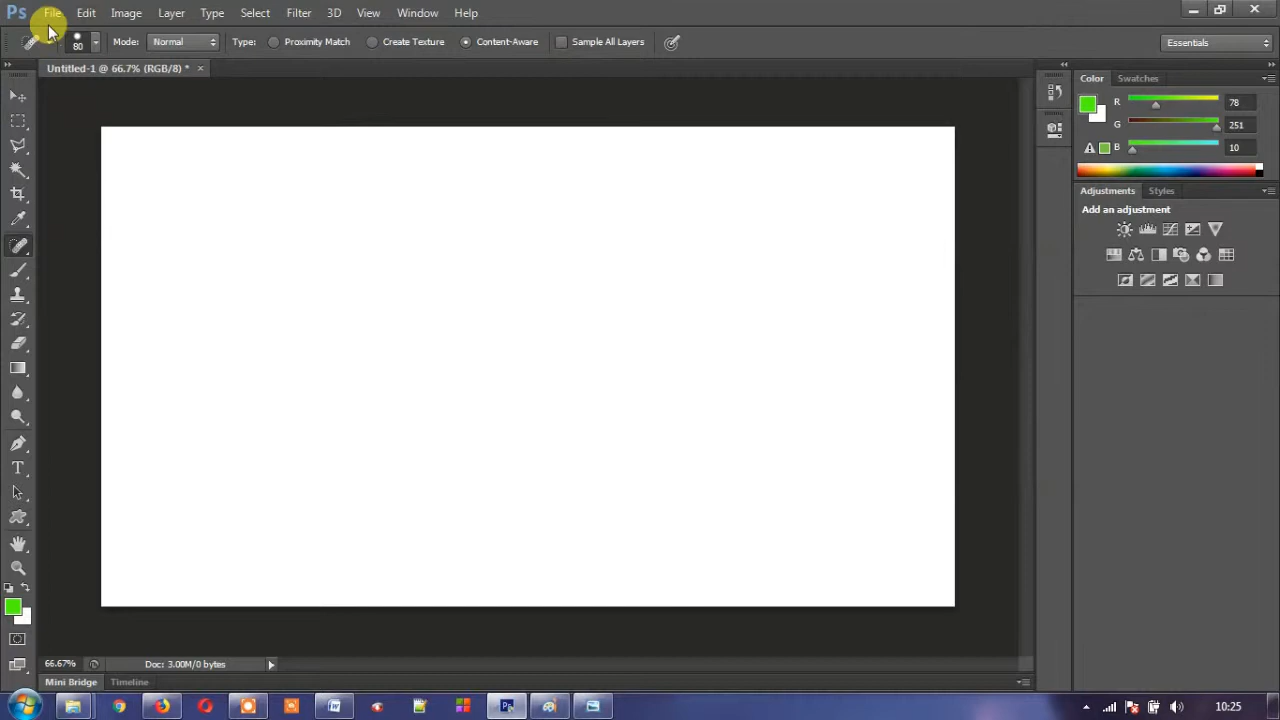 Ps File Edit Image Layer Type Select Filter 3D View Window Help
80 Mode: Normal Type: Proximity Match Create Texture Content-Aware Sample All Layers Essentials
Untitled-1 @ 66.7% (RGB/8) * ×
Color Swatches
R 78
G 251
B 10
Adjustments Styles
Add an adjustment
T
66.67% Doc: 3.00M/0 bytes
Mini Bridge Timeline
Ps 10:25